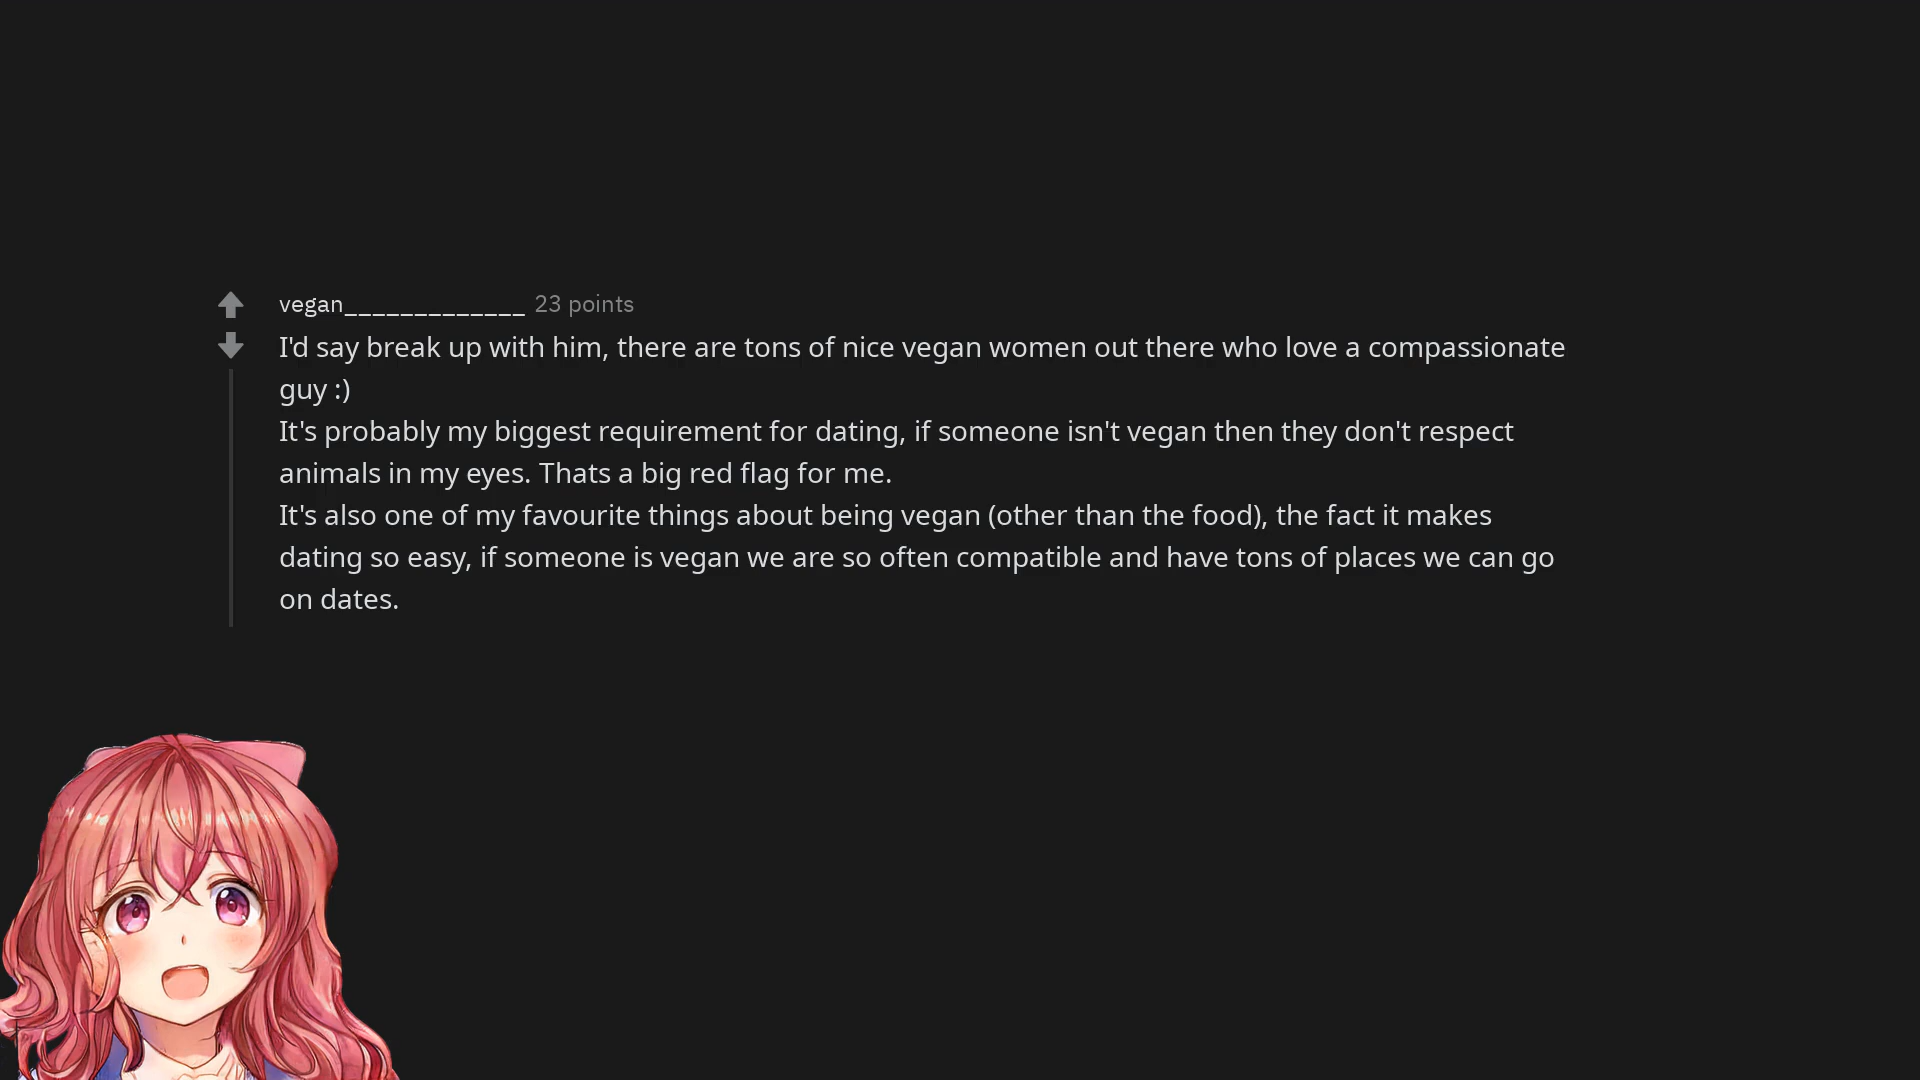 vegan_____________ 23 points
I'd say break up with him, there are tons of nice vegan women out there who love a compassionate
guy :)
It's probably my biggest requirement for dating, if someone isn't vegan then they don't respect
animals in my eyes. Thats a big red flag for me.
It's also one of my favourite things about being vegan (other than the food), the fact it makes
dating so easy, if someone is vegan we are so often compatible and have tons of places we can go
on dates.